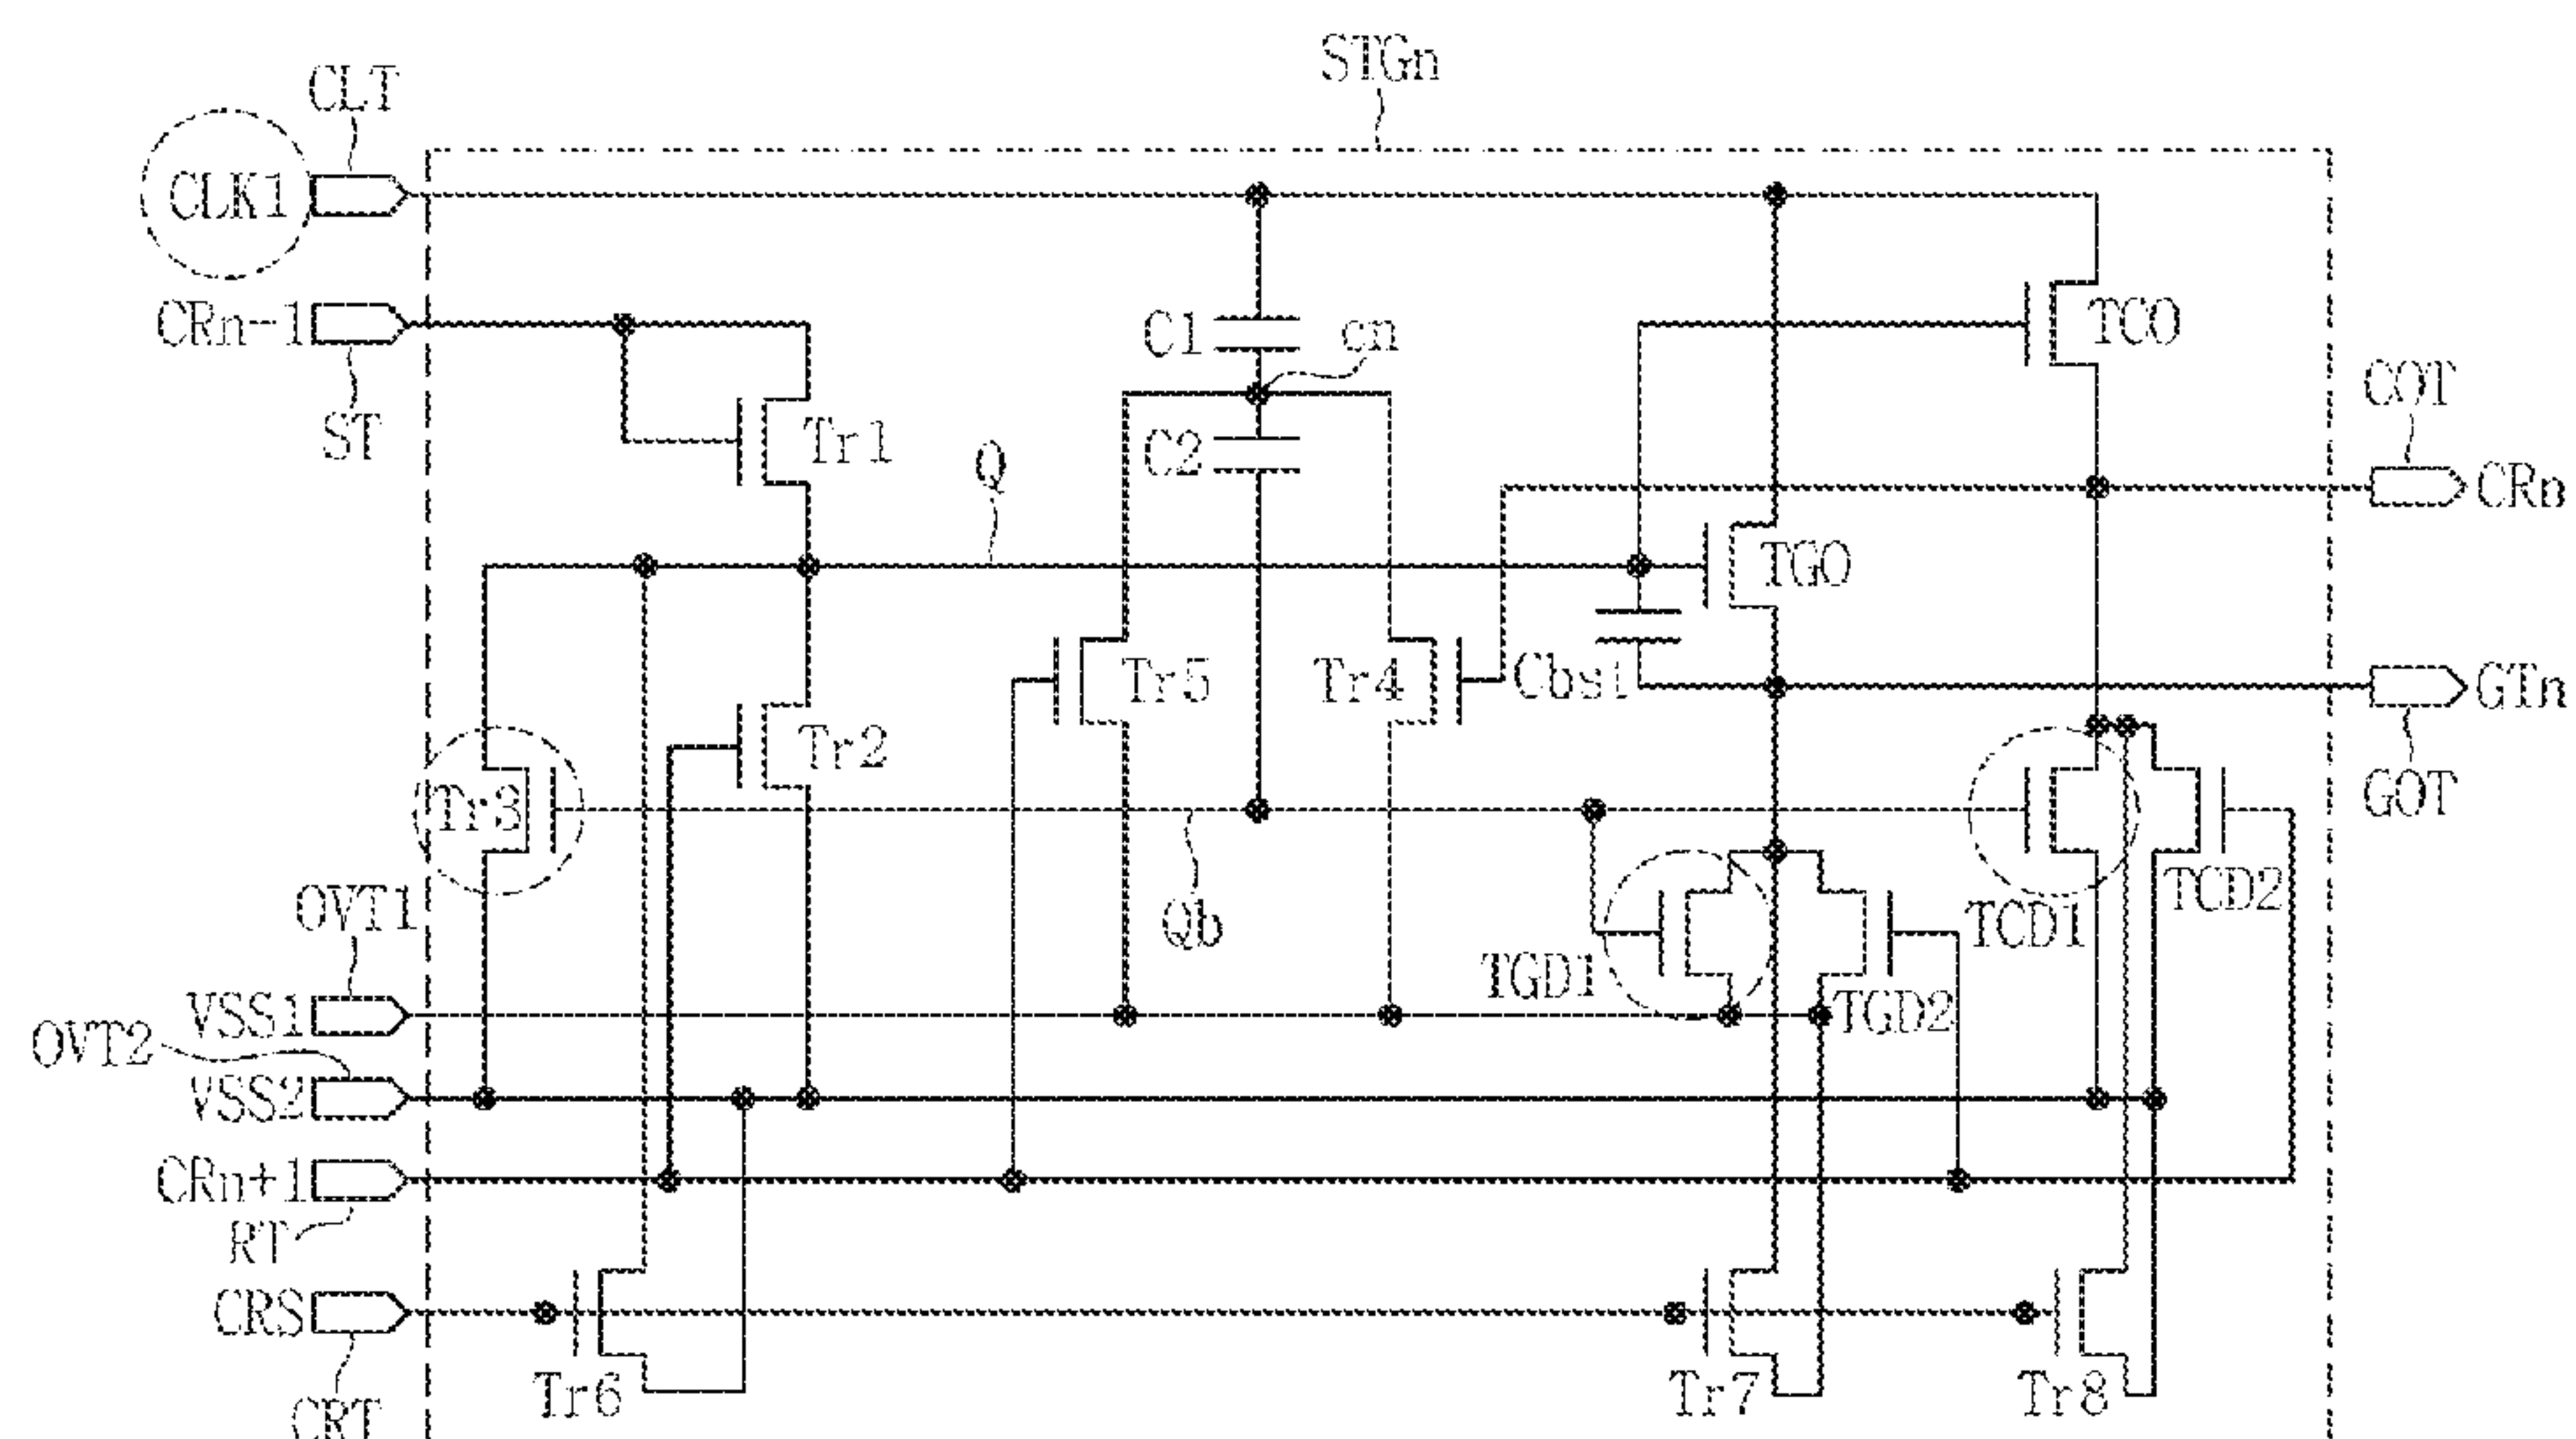 STGn
CLT
CLK1
CRn-1
ST
C1
cn
TCO
COT
Tr1
Q
C2
CRn
TGO
Tr5
Tr4
Cbst
GTn
Tr2
Tr3
GOT
OVT1
Qb
TCD1
TCD2
TGD1
TGD2
VSS1
OVT2
VSS2
CRn+1
RT
CRS
Tr6
Tr7
Tr8
CRT